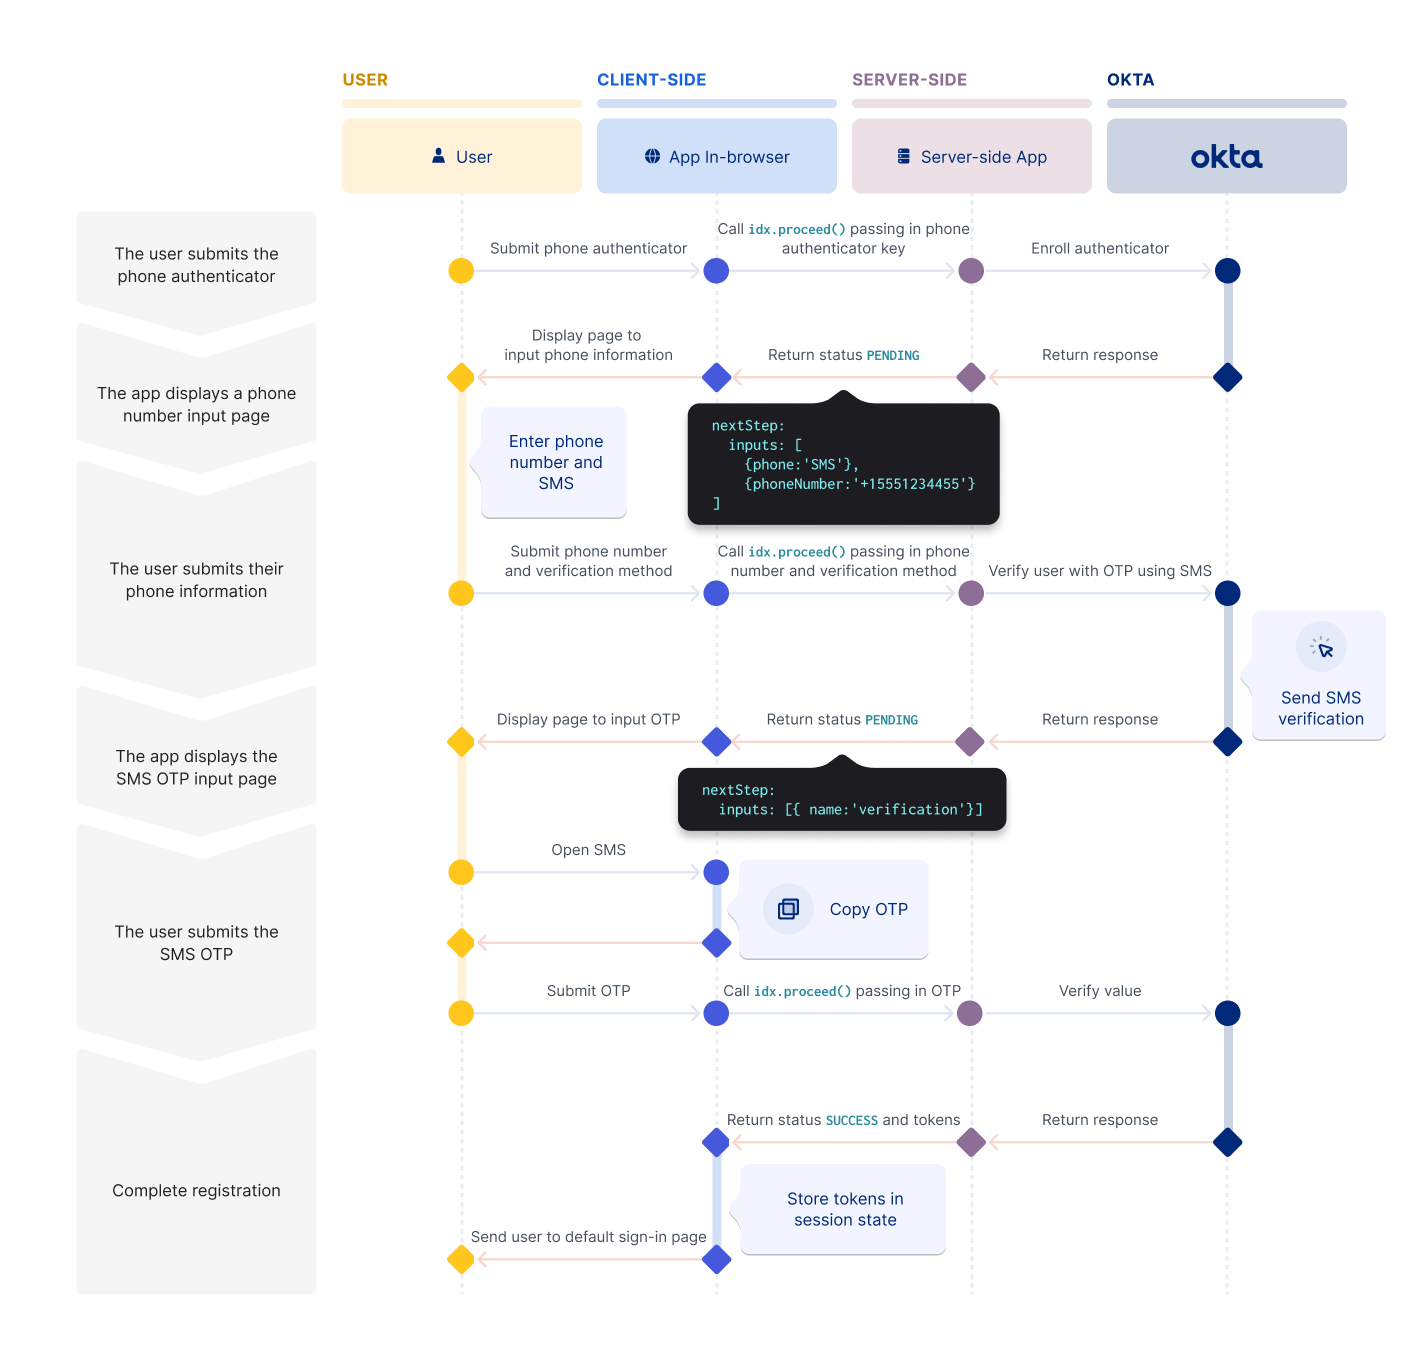 USER
CLIENT-SIDE
SERVER-SIDE
OKTA
User
App In-browser
Server-side App
okta
The user submits the
phone authenticator
Submit phone authenticator
Call idx.proceed() passing in phone
authenticator key
Enroll authenticator
The app displays a phone
number input page
Display page to
input phone information
Return status PENDING
Return response
Enter phone
number and
SMS
nextStep:
inputs: [
{phone:'SMS'},
{phoneNumber:'+15551234455'}
]
The user submits their
phone information
Submit phone number
and verification method
Call idx.proceed() passing in phone
number and verification method
Verify user with OTP using SMS
Send SMS
verification
The app displays the
SMS OTP input page
Display page to input OTP
Return status PENDING
Return response
nextStep:
inputs: [{ name:'verification'}]
The user submits the
SMS OTP
Open SMS
Copy OTP
Submit OTP
Call idx.proceed() passing in OTP
Verify value
Complete registration
Return status SUCCESS and tokens
Return response
Store tokens in
session state
Send user to default sign-in page